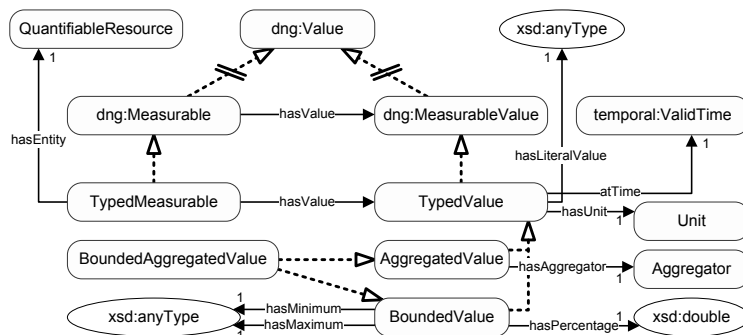 QuantifiableResource
dng:Value
xsd:anyType
1
1
dng:Measurable
hasValue
dng:MeasurableValue
temporal:ValidTime
hasEntity
hasLiteralValue
1
TypedMeasurable
hasValue
TypedValue
atTime
hasUnit
1
Unit
BoundedAggregatedValue
AggregatedValue
hasAggregator
1
Aggregator
xsd:anyType
1
hasMinimum
hasMaximum
1
BoundedValue
hasPercentage
1
xsd:double